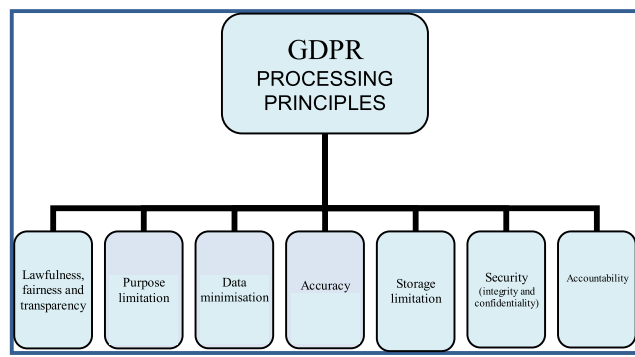 GDPR
PROCESSING
PRINCIPLES
Lawfulness,
fairness and
transparency
Purpose
limitation
Data
minimisation
Accuracy
Storage
limitation
Security
(integrity and
confidentiality)
Accountability